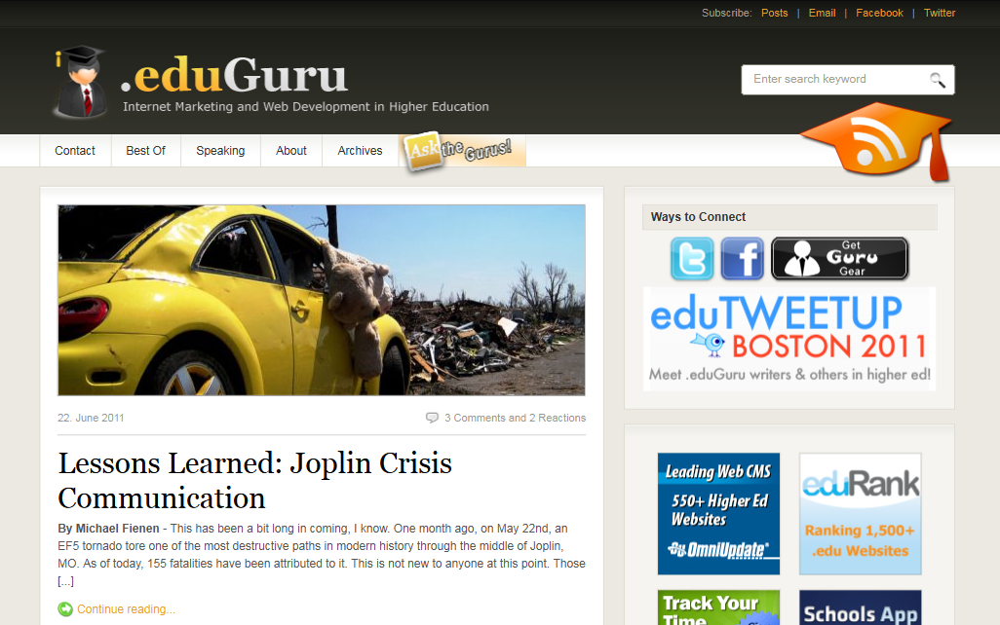 Subscribe: Posts | Email | Facebook | Twitter
.eduGuru
Internet Marketing and Web Development in Higher Education
Enter search keyword
Contact Best Of Speaking About Archives Ask the Gurus!
Ways to Connect
Get
Guru
Gear
eduTWEETUP
BOSTON 2011
Meet .eduGuru writers & others in higher ed!
22. June 2011
3 Comments and 2 Reactions
Lessons Learned: Joplin Crisis
Communication
By Michael Fienen - This has been a bit long in coming, I know. One month ago, on May 22nd, an
EF5 tornado tore one of the most destructive paths in modern history through the middle of Joplin,
MO. As of today, 155 fatalities have been attributed to it. This is not new to anyone at this point. Those
[...]
Continue reading...
Leading Web CMS
550+ Higher Ed
Websites
OmniUpdate®
eduRank
Ranking 1,500+
.edu Websites
Track Your
Time
Schools App